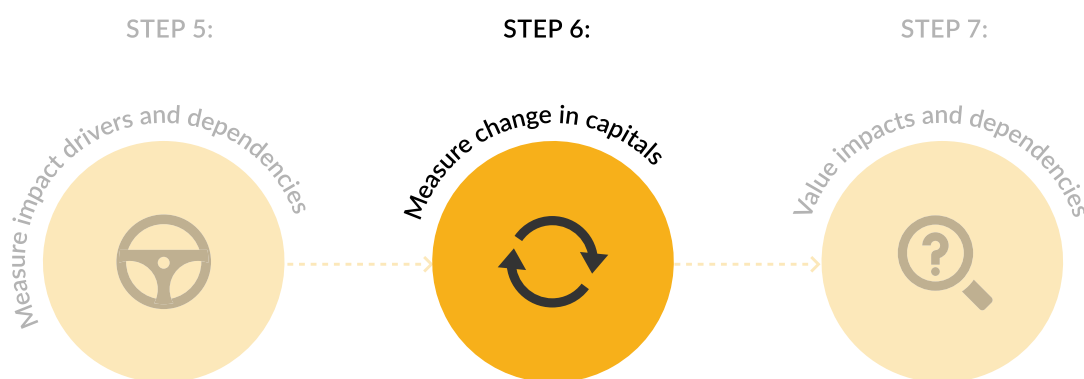 STEP 5:
STEP 6:
STEP 7:
Measure impact drivers and dependencies
Measure change in capitals
Value impacts and dependencies
?